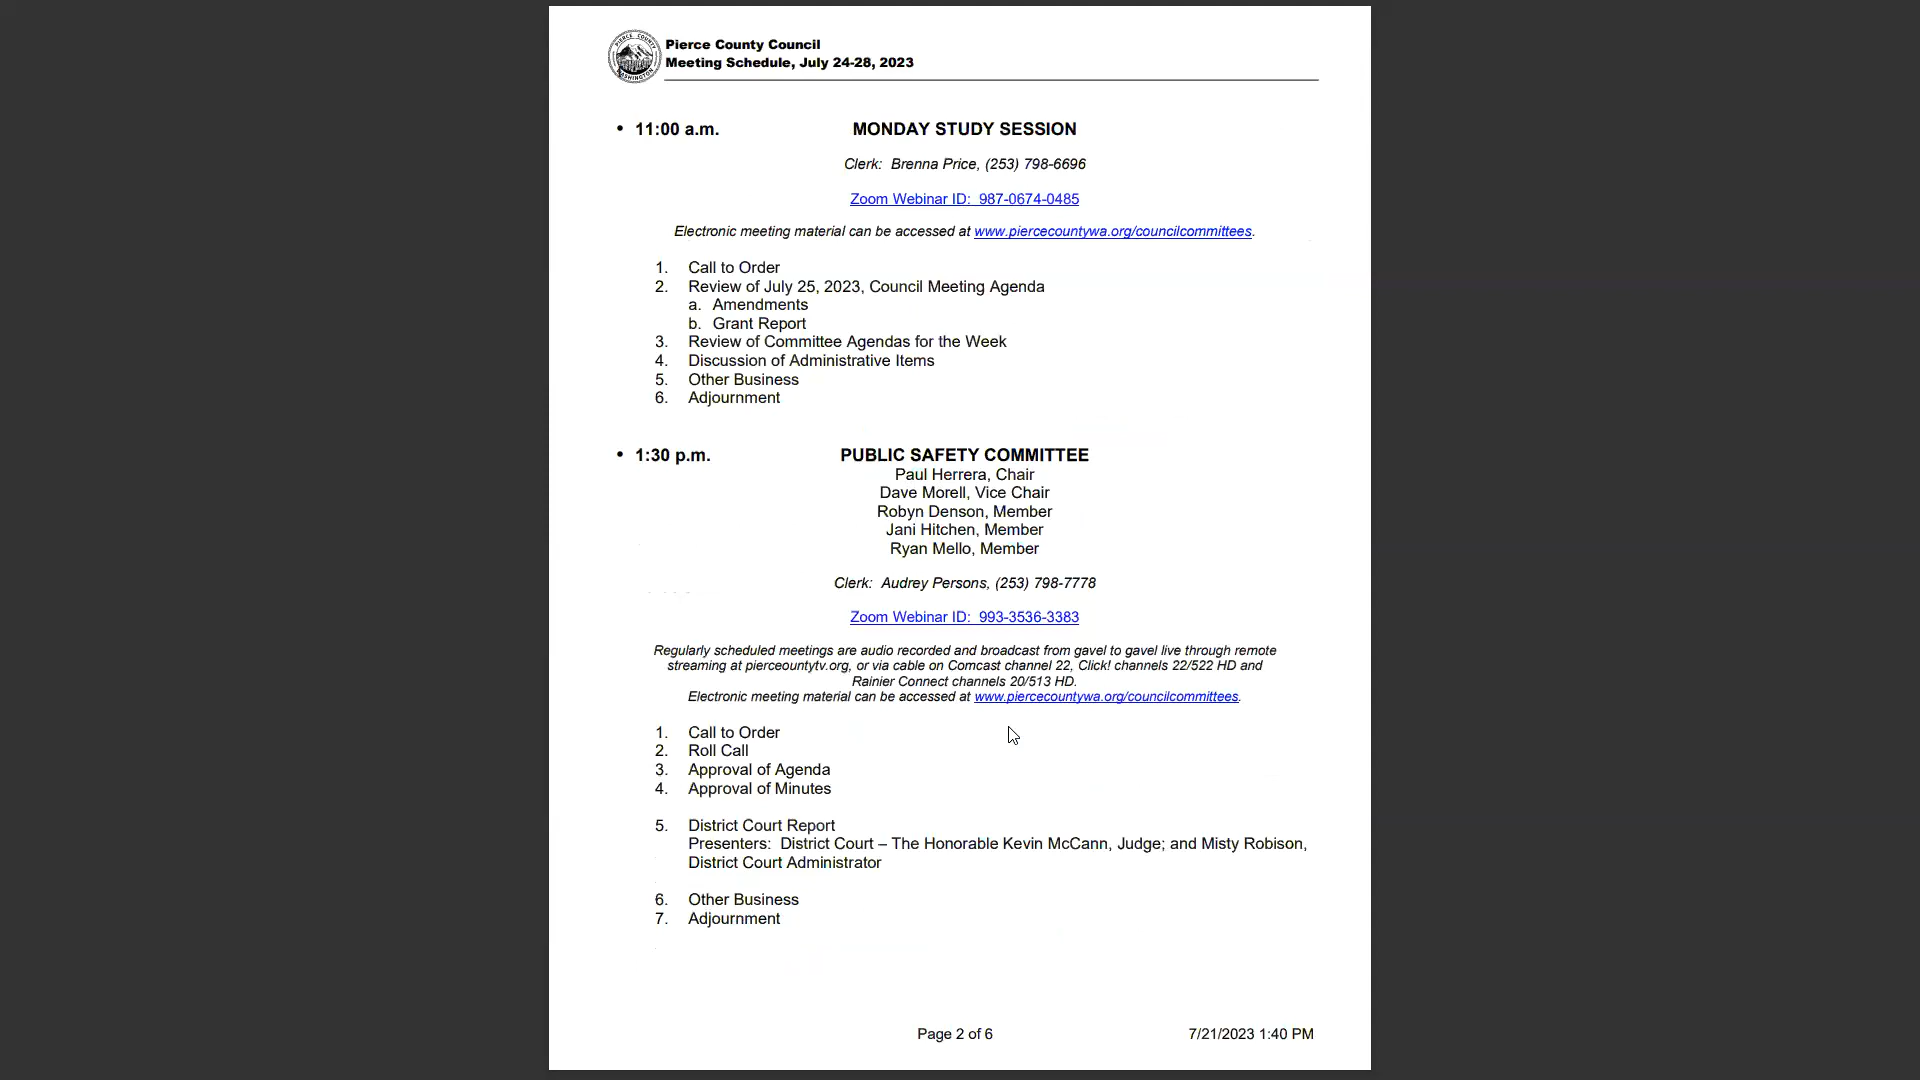 PIERCE COUNTY
WASHINGTON
Pierce County Council
Meeting Schedule, July 24-28, 2023
• 11:00 a.m. MONDAY STUDY SESSION
Clerk: Brenna Price, (253) 798-6696
Zoom Webinar ID: 987-0674-0485
Electronic meeting material can be accessed at www.piercecountywa.org/councilcommittees.
1. Call to Order
2. Review of July 25, 2023, Council Meeting Agenda
a. Amendments
b. Grant Report
3. Review of Committee Agendas for the Week
4. Discussion of Administrative Items
5. Other Business
6. Adjournment
• 1:30 p.m. PUBLIC SAFETY COMMITTEE
Paul Herrera, Chair
Dave Morell, Vice Chair
Robyn Denson, Member
Jani Hitchen, Member
Ryan Mello, Member
Clerk: Audrey Persons, (253) 798-7778
Zoom Webinar ID: 993-3536-3383
Regularly scheduled meetings are audio recorded and broadcast from gavel to gavel live through remote
streaming at pierceountytv.org, or via cable on Comcast channel 22, Click! channels 22/522 HD and
Rainier Connect channels 20/513 HD.
Electronic meeting material can be accessed at www.piercecountywa.org/councilcommittees.
1. Call to Order
2. Roll Call
3. Approval of Agenda
4. Approval of Minutes
5. District Court Report
Presenters: District Court – The Honorable Kevin McCann, Judge; and Misty Robison,
District Court Administrator
6. Other Business
7. Adjournment
Page 2 of 6 7/21/2023 1:40 PM